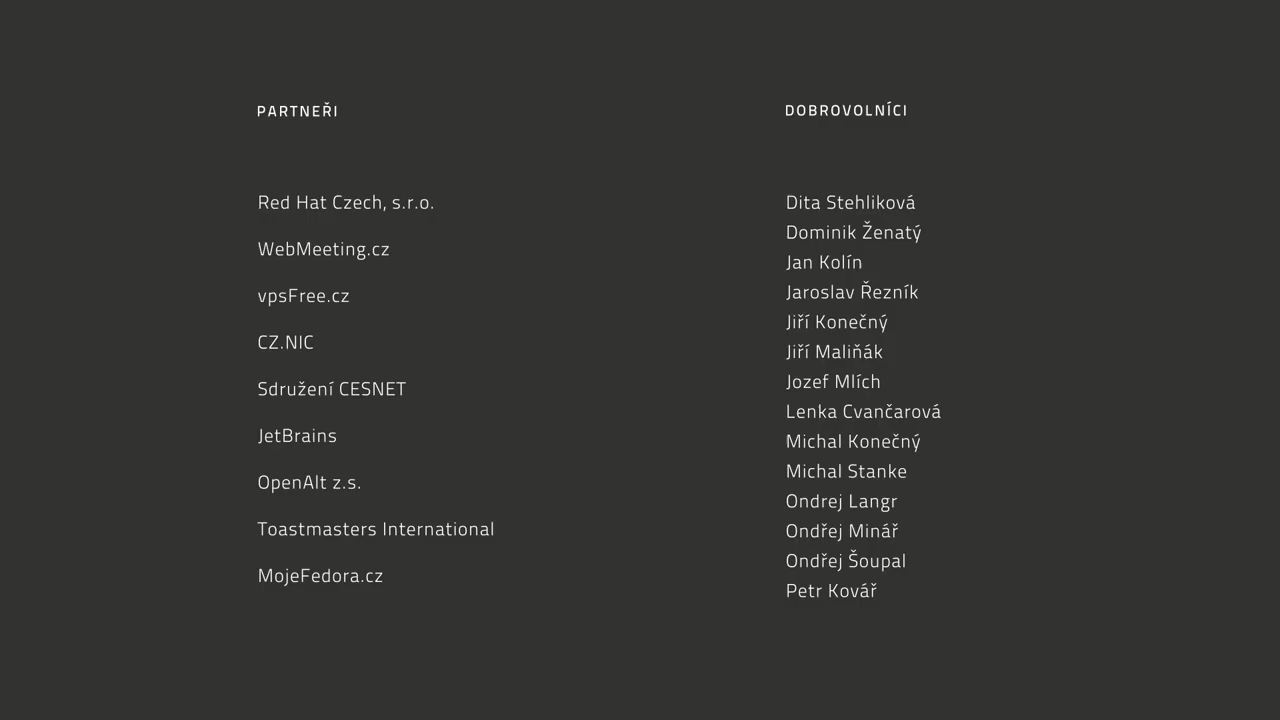 PARTNEŘI
Red Hat Czech, s.r.o.
WebMeeting.cz
vpsFree.cz
CZ.NIC
Sdružení CESNET
JetBrains
OpenAlt z.s.
Toastmasters International
MojeFedora.cz
DOBROVOLNÍCI
Dita Stehliková
Dominik Ženatý
Jan Kolín
Jaroslav Řezník
Jiří Konečný
Jiří Maliňák
Jozef Mlích
Lenka Cvančarová
Michal Konečný
Michal Stanke
Ondrej Langr
Ondřej Minář
Ondřej Šoupal
Petr Kovář